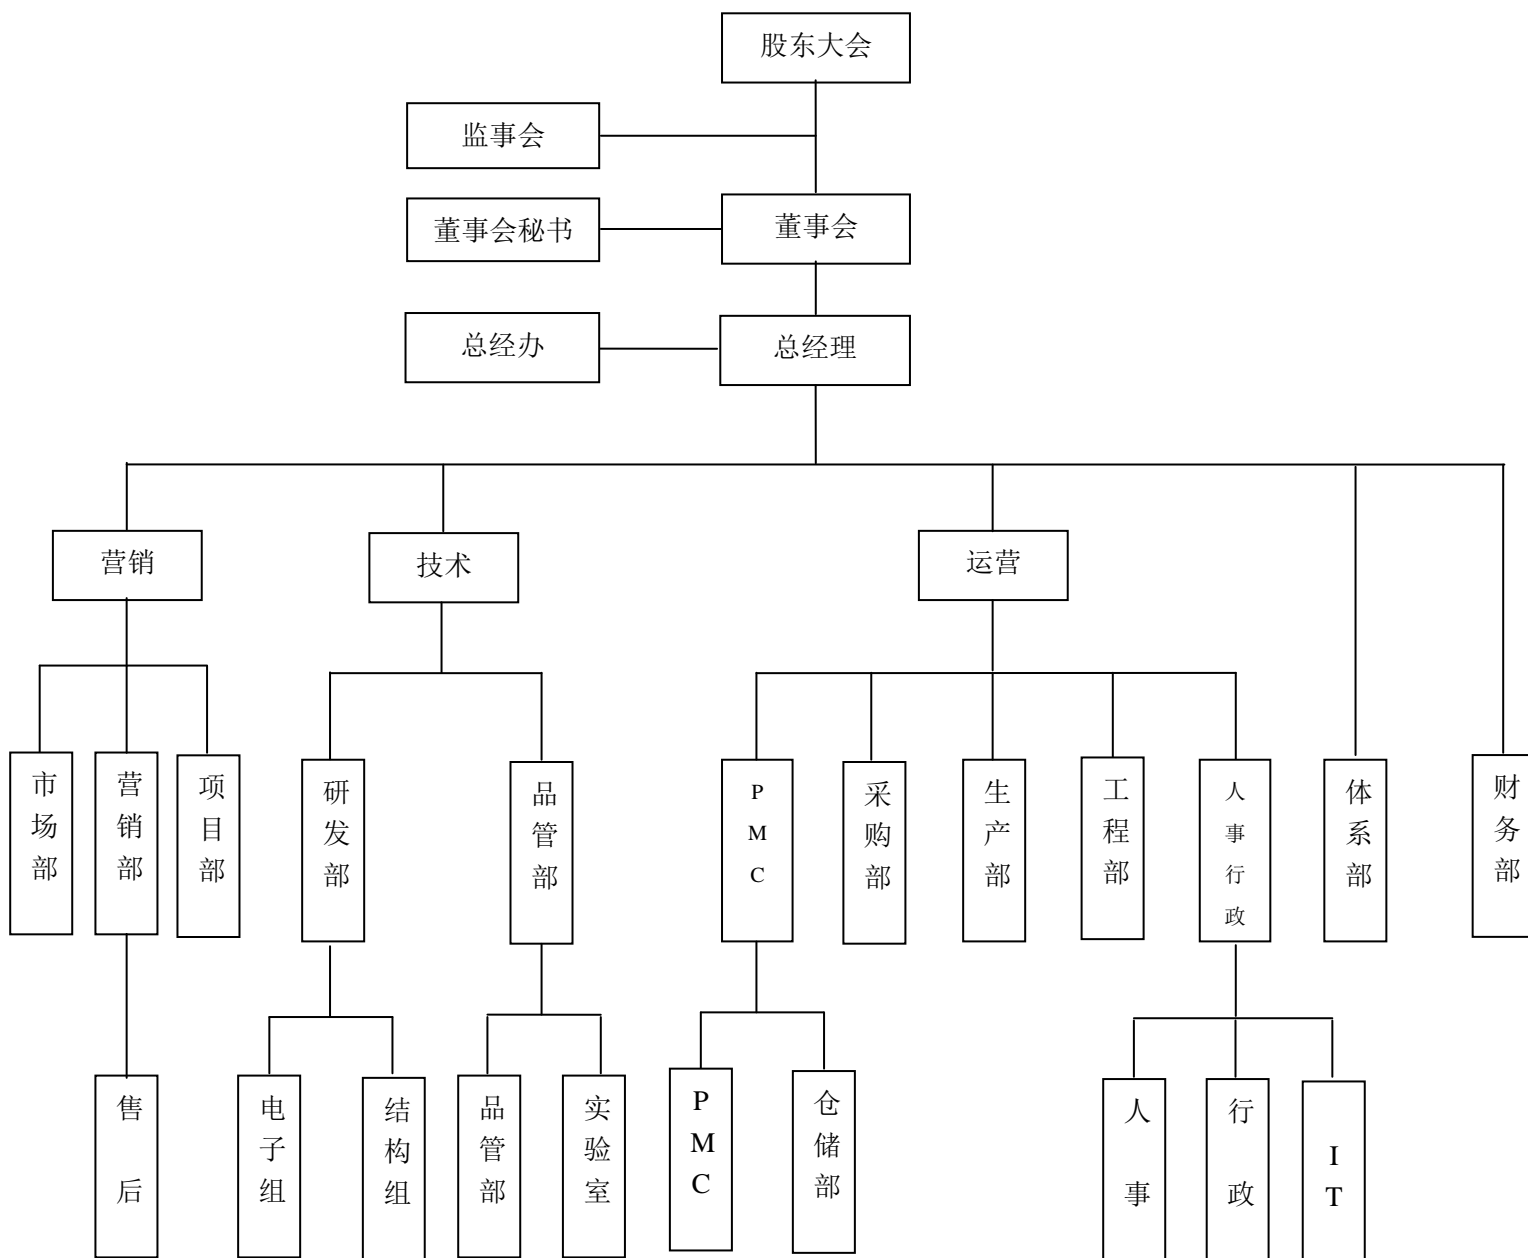 股东大会
监事会
董事会秘书
董事会
总经办
总经理
营销
技术
运营
市场部
营销部
项目部
研发部
品管部
PMC
采购部
生产部
工程部
人事行政
体系部
财务部
售后
电子组
结构组
品管部
实验室
PMC
仓储部
人事
行政
IT